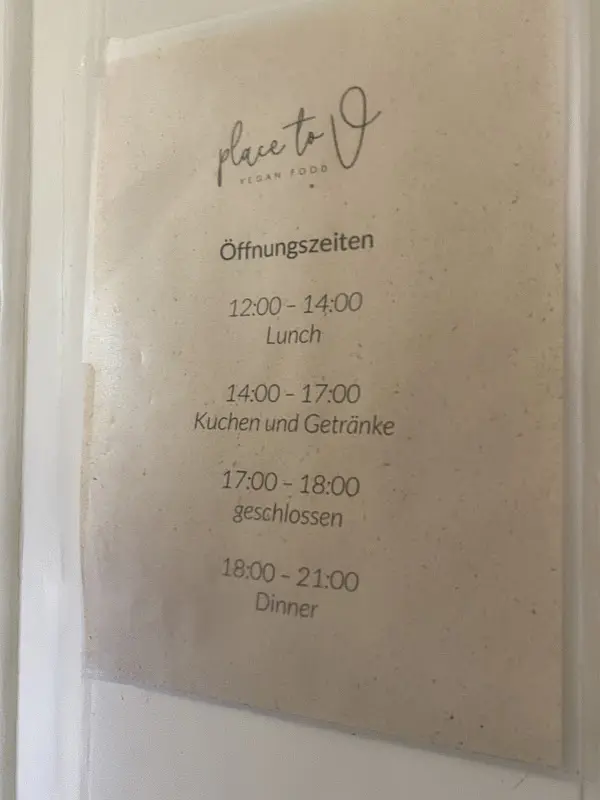 place to V
VEGAN FOOD
Öffnungszeiten
12:00 – 14:00
Lunch
14:00 – 17:00
Kuchen und Getränke
17:00 – 18:00
geschlossen
18:00 – 21:00
Dinner